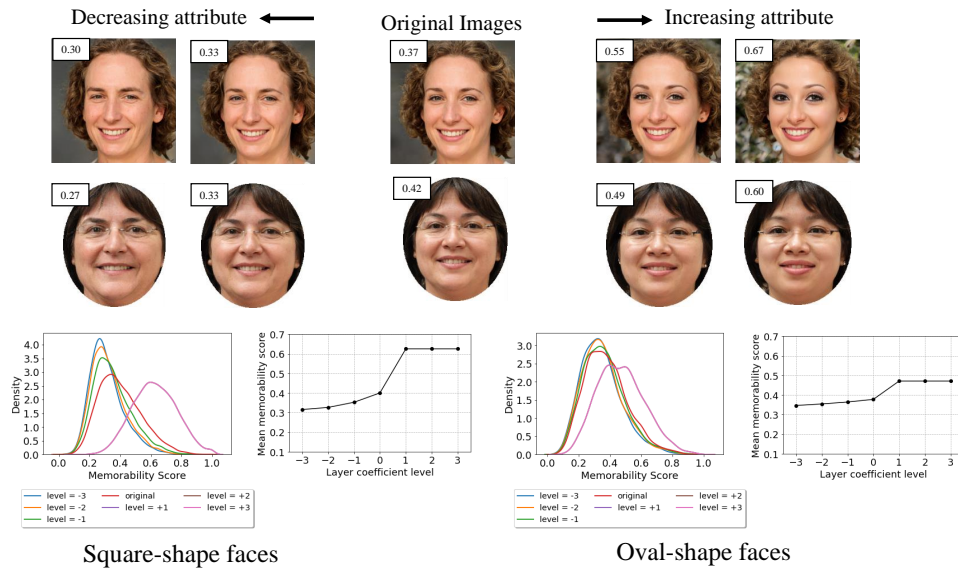 Decreasing attribute
Original Images
Increasing attribute
0.30
0.33
0.37
0.55
0.67
0.27
0.33
0.42
0.49
0.60
Density
4.0
3.5
3.0
2.5
2.0
1.5
1.0
0.5
0.0
0.0 0.2 0.4 0.6 0.8 1.0
Memorability Score
Mean memorability score
0.7
0.6
0.5
0.4
0.3
0.2
0.1
−3 −2 −1 0 1 2 3
Layer coefficient level
Density
3.0
2.5
2.0
1.5
1.0
0.5
0.0
0.0 0.2 0.4 0.6 0.8 1.0
Memorability Score
Mean memorability score
0.7
0.6
0.5
0.4
0.3
0.2
0.1
−3 −2 −1 0 1 2 3
Layer coefficient level
level = -3 original level = +2
level = -2 level = +1 level = +3
level = -1
level = -3 original level = +2
level = -2 level = +1 level = +3
level = -1
Square-shape faces
Oval-shape faces